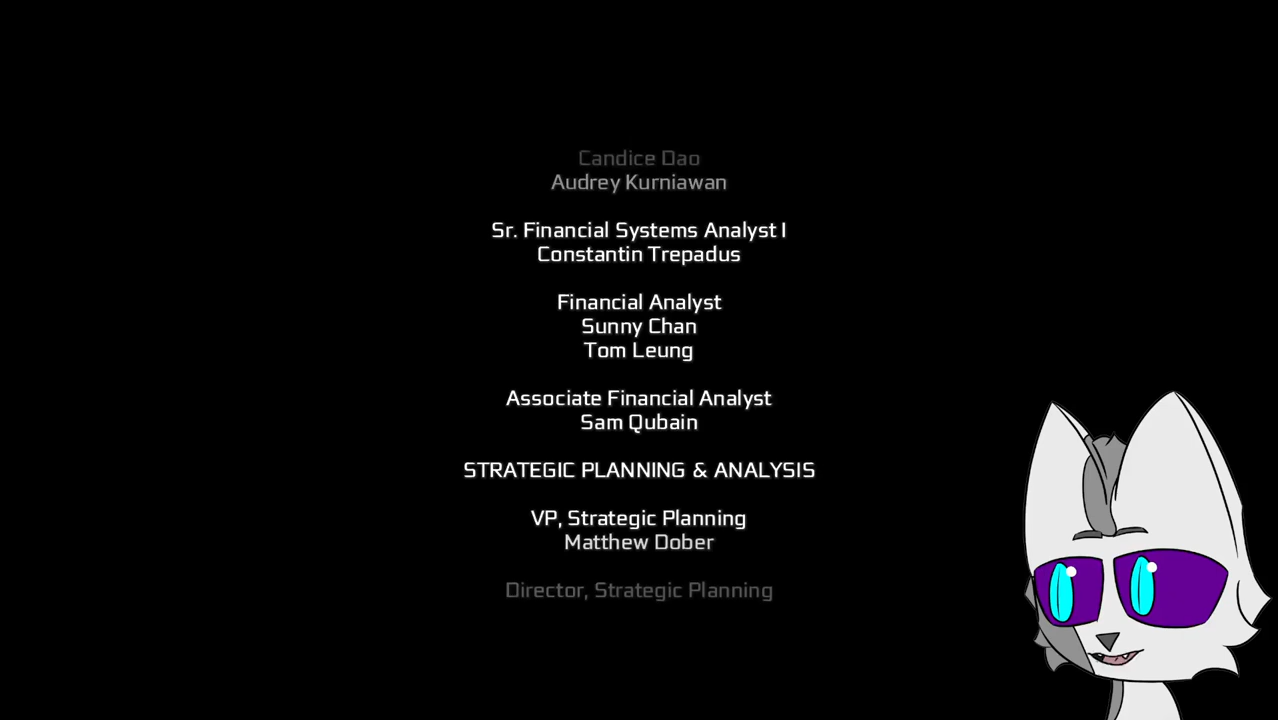 Candice Dao
Audrey Kurniawan
Sr. Financial Systems Analyst I
Constantin Trepadus
Financial Analyst
Sunny Chan
Tom Leung
Associate Financial Analyst
Sam Qubain
STRATEGIC PLANNING & ANALYSIS
VP, Strategic Planning
Matthew Dober
Director, Strategic Planning